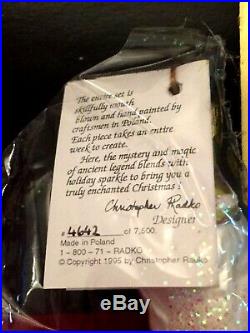 The entire set is
skillfully mouth
blown and hand painted by
craftsmen in Poland.
Each piece takes an entire
week to create.
Here, the mystery and magic
of ancient legend blends with
holiday sparkle to bring you a
truly enchanted Christmas!
Christopher Radko
Designer
# 4642 of 7,500.
Made in Poland
1 - 800 - 71 - RADKO
© Copyright 1995 by Christopher Radko